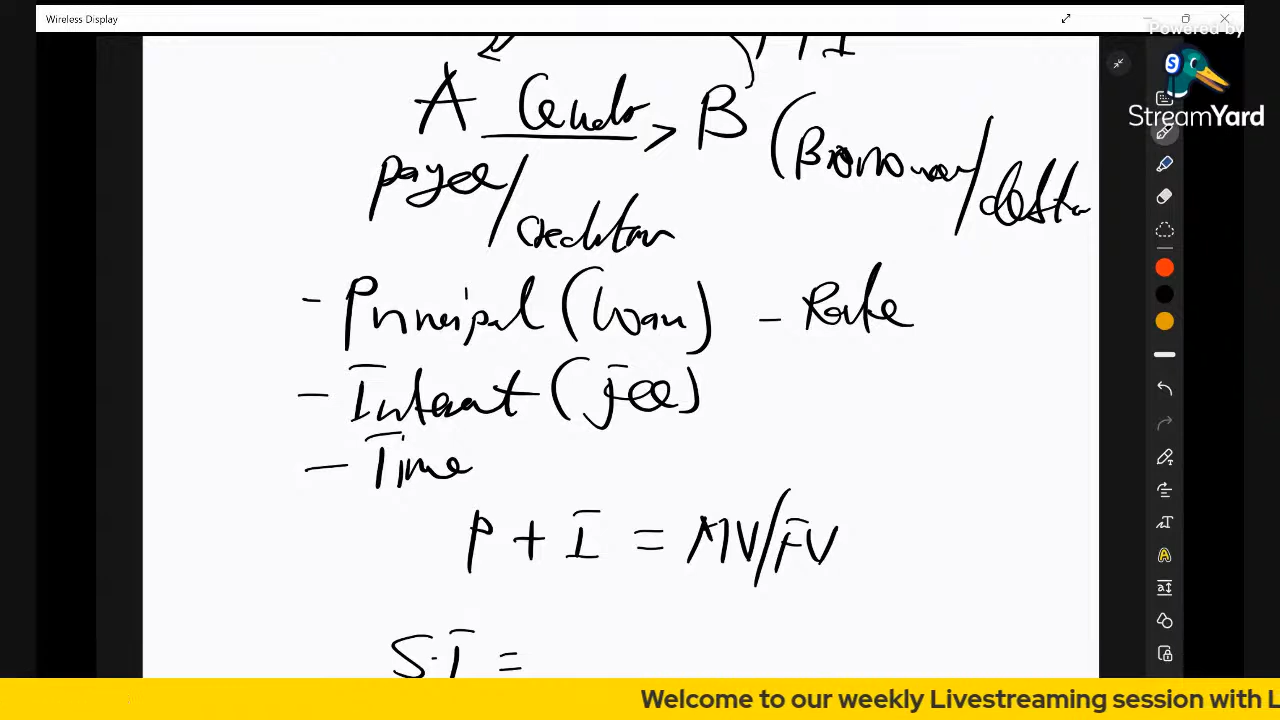 Wireless Display
Powered by
StreamYard
P+I
A Lends > B (Borrower/debtor
payee/creditor
- Principal (loan) - Rate
- Interest (fee)
- Time
P + I = MV/FV
S.I =
Welcome to our weekly Livestreaming session with L